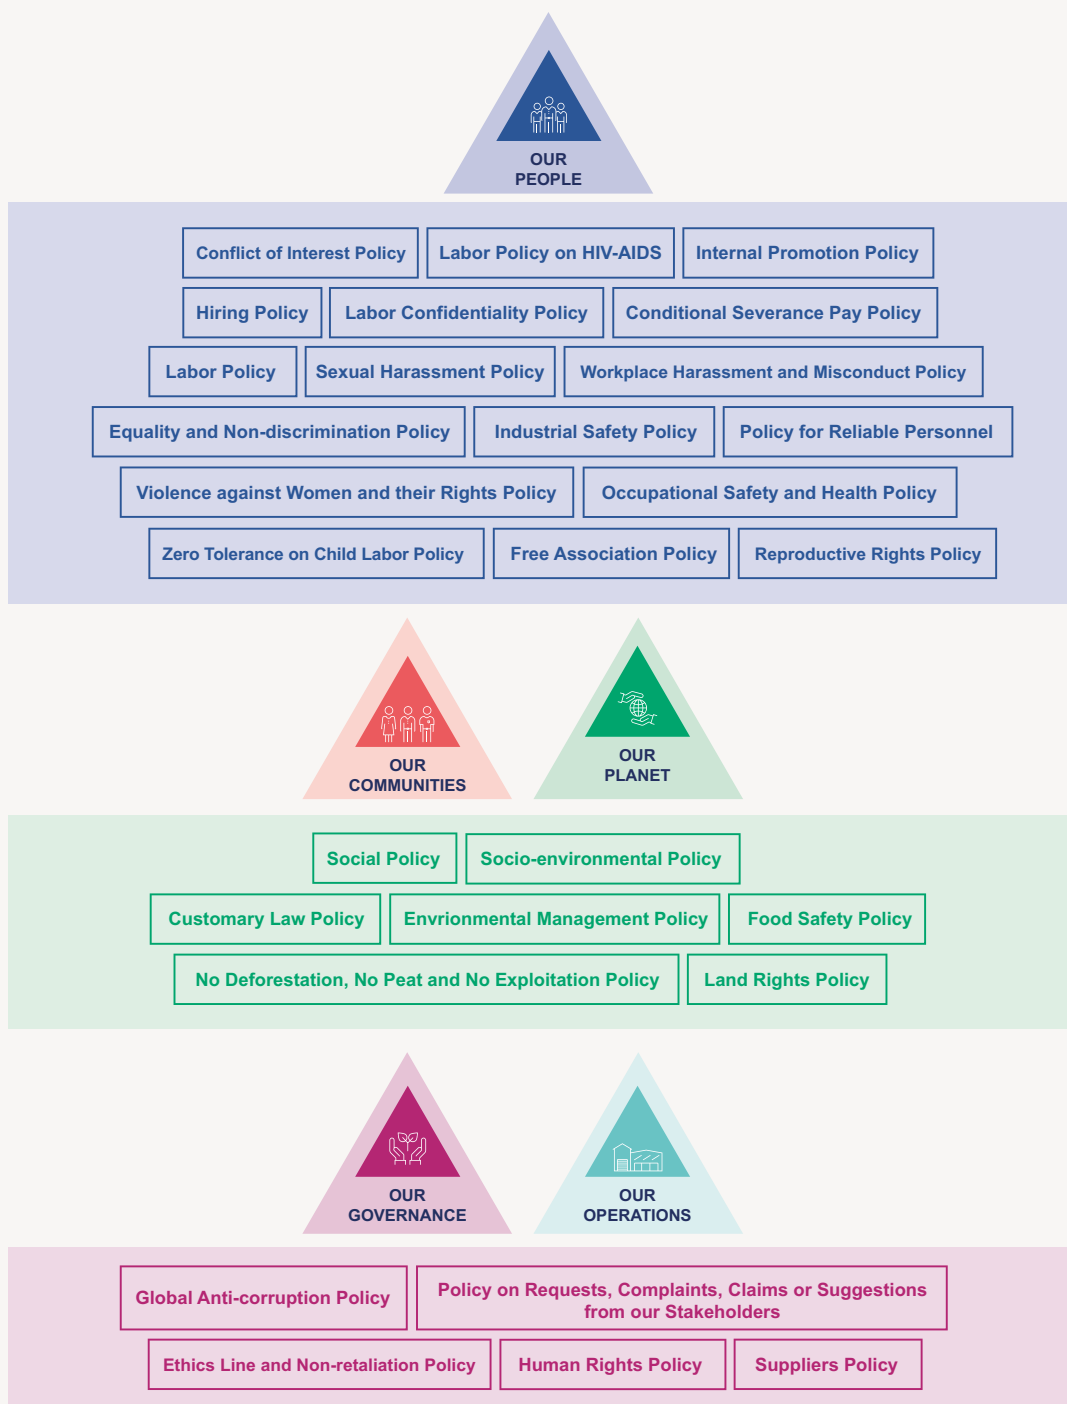 OUR
PEOPLE
Conflict of Interest Policy
Labor Policy on HIV-AIDS
Internal Promotion Policy
Hiring Policy
Labor Confidentiality Policy
Conditional Severance Pay Policy
Labor Policy
Sexual Harassment Policy
Workplace Harassment and Misconduct Policy
Equality and Non-discrimination Policy
Industrial Safety Policy
Policy for Reliable Personnel
Violence against Women and their Rights Policy
Occupational Safety and Health Policy
Zero Tolerance on Child Labor Policy
Free Association Policy
Reproductive Rights Policy
OUR
COMMUNITIES
OUR
PLANET
Social Policy
Socio-environmental Policy
Customary Law Policy
Envrionmental Management Policy
Food Safety Policy
No Deforestation, No Peat and No Exploitation Policy
Land Rights Policy
OUR
GOVERNANCE
OUR
OPERATIONS
Global Anti-corruption Policy
Policy on Requests, Complaints, Claims or Suggestions
from our Stakeholders
Ethics Line and Non-retaliation Policy
Human Rights Policy
Suppliers Policy